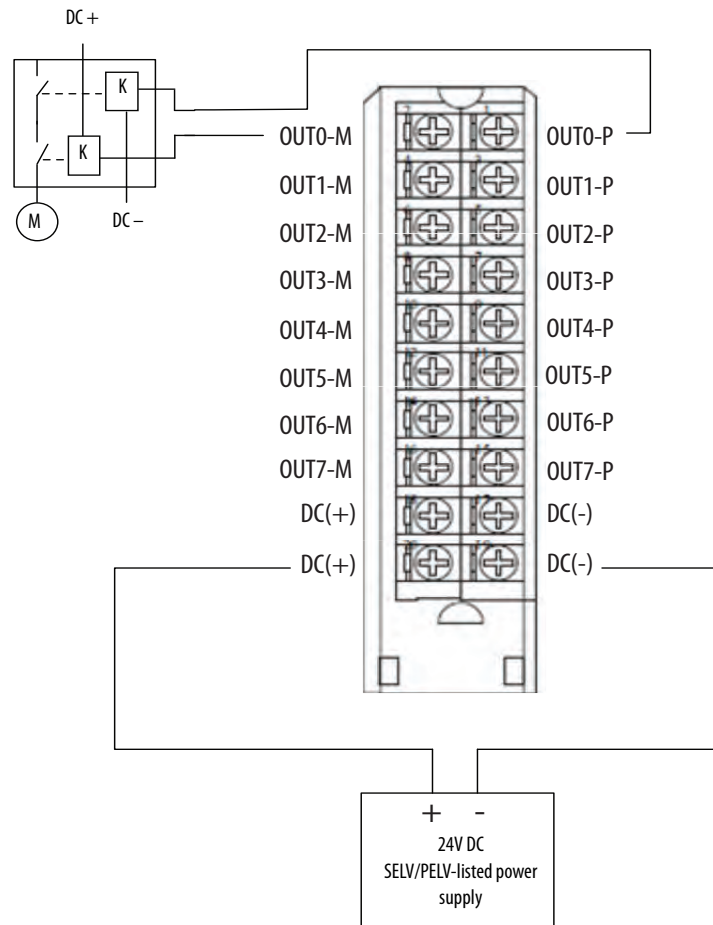 DC +
K
K
M
DC –
OUT0-M
OUT0-P
OUT1-M
OUT1-P
OUT2-M
OUT2-P
OUT3-M
OUT3-P
OUT4-M
OUT4-P
OUT5-M
OUT5-P
OUT6-M
OUT6-P
OUT7-M
OUT7-P
DC(+)
DC(-)
DC(+)
DC(-)
+ -
24V DC
SELV/PELV-listed power
supply